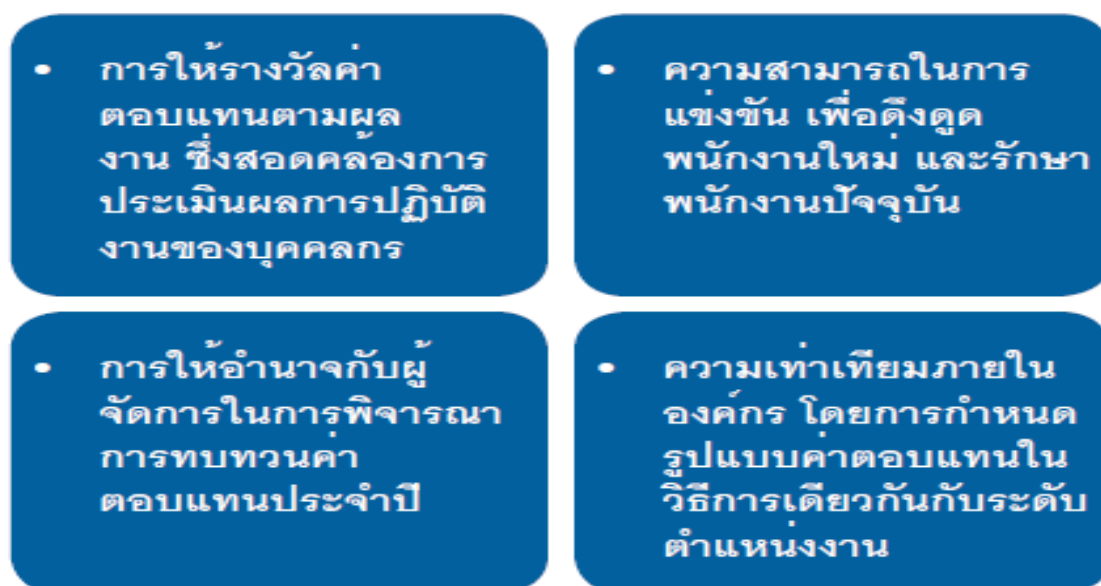 • การให้รางวัลค่า
ตอบแทนตามผล
งาน ซึ่งสอดคล้องการ
ประเมินผลการปฏิบัติ
งานของบุคคลกร
• ความสามารถในการ
แข่งขัน เพื่อดึงดูด
พนักงานใหม่ และรักษา
พนักงานปัจจุบัน
• การให้อำนาจกับผู้
จัดการในการพิจารณา
การทบทวนค่า
ตอบแทนประจำปี
• ความเท่าเทียมภายใน
องค์กร โดยการกำหนด
รูปแบบค่าตอบแทนใน
วิธีการเดียวกันกับระดับ
ตำแหน่งงาน